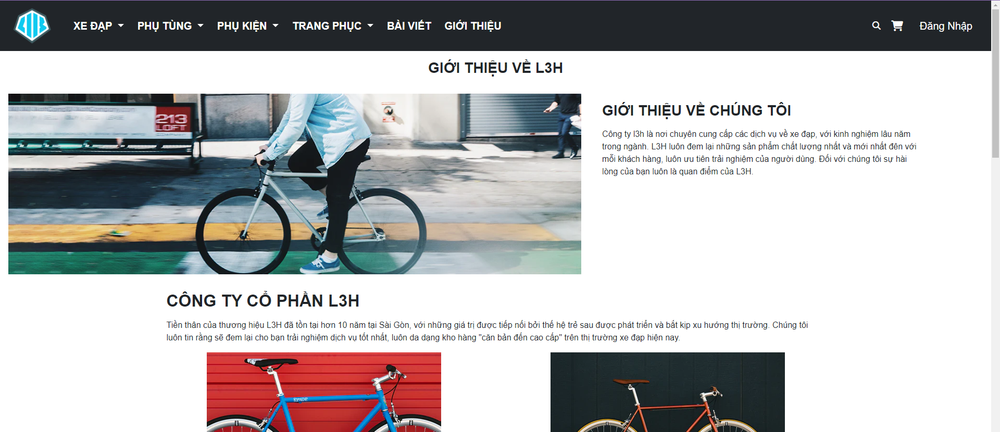 XE ĐẠP PHỤ TÙNG PHỤ KIỆN TRANG PHỤC BÀI VIẾT GIỚI THIỆU Đăng Nhập
GIỚI THIỆU VỀ L3H
213
LOFT
GIỚI THIỆU VỀ CHÚNG TÔI
Công ty l3h là nơi chuyên cung cấp các dịch vụ về xe đạp, với kinh nghiệm lâu năm
trong ngành. L3H luôn đem lại những sản phẩm chất lượng nhất và mới nhất đên với
mỗi khách hàng, luôn ưu tiên trải nghiệm của người dùng. Đối với chúng tôi sự hài
lòng của bạn luôn là quan điểm của L3H.
CÔNG TY CỔ PHẦN L3H
Tiền thân của thương hiệu L3H đã tồn tại hơn 10 năm tại Sài Gòn, với những giá trị được tiếp nối bởi thế hệ trẻ sau được phát triển và bắt kịp xu hướng thị trường. Chúng tôi
luôn tin rằng sẽ đem lại cho bạn trải nghiệm dịch vụ tốt nhất, luôn da dạng kho hàng "căn bản đến cao cấp" trên thị trường xe đạp hiện nay.